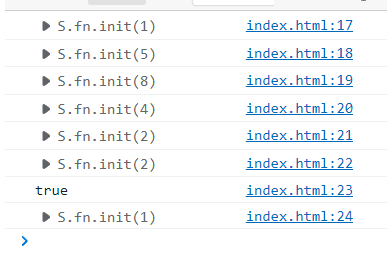 S.fn.init(1) index.html:17
S.fn.init(5) index.html:18
S.fn.init(8) index.html:19
S.fn.init(4) index.html:20
S.fn.init(2) index.html:21
S.fn.init(2) index.html:22
true index.html:23
S.fn.init(1) index.html:24